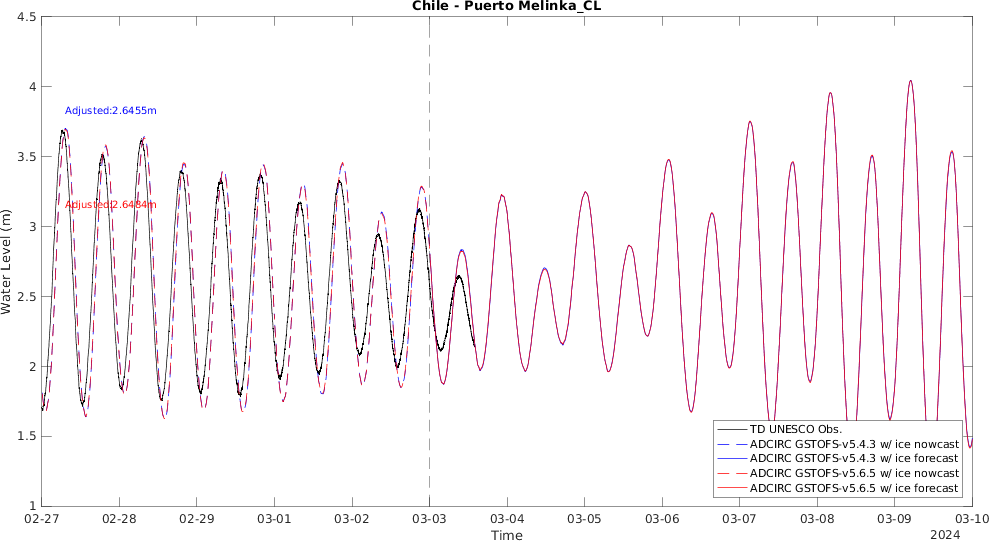 Chile - Puerto Melinka_CL
4.5
4
3.5
3
2.5
2
1.5
1
Water Level (m)
Adjusted:2.6455m
Adjusted:2.6484m
TD UNESCO Obs.
ADCIRC GSTOFS-v5.4.3 w/ ice nowcast
ADCIRC GSTOFS-v5.4.3 w/ ice forecast
ADCIRC GSTOFS-v5.6.5 w/ ice nowcast
ADCIRC GSTOFS-v5.6.5 w/ ice forecast
02-27 02-28 02-29 03-01 03-02 03-03 03-04 03-05 03-06 03-07 03-08 03-09 03-10
Time
2024